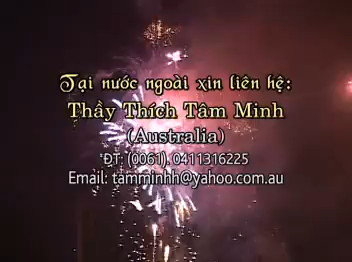 Tại nước ngoài xin liên hệ:
Thầy Thích Tâm Minh
(Australia)
ĐT: (0061). 0411316225
Email: tamminhh@yahoo.com.au